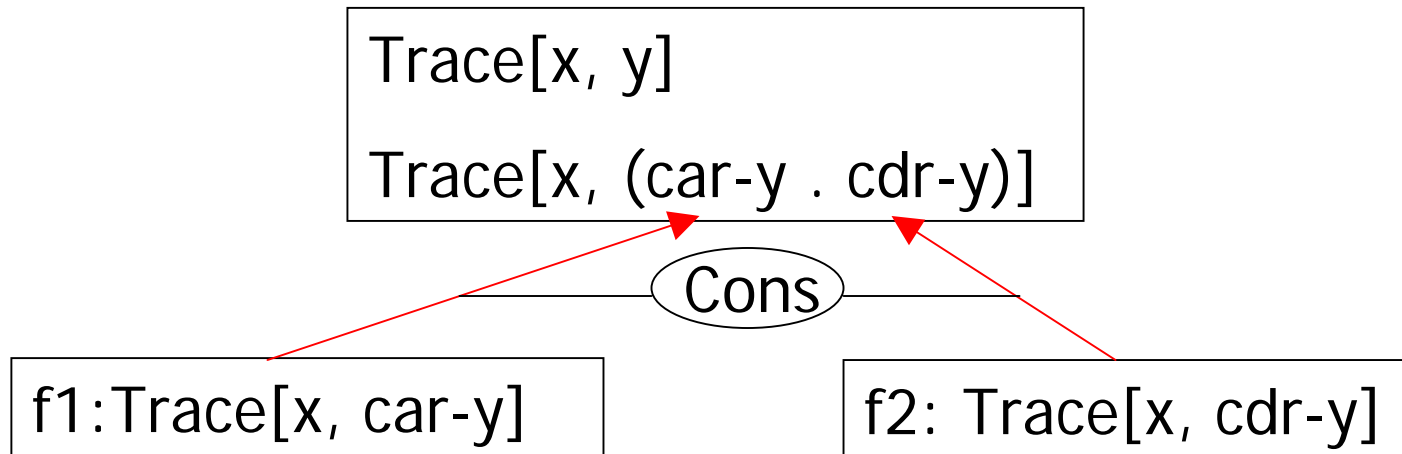 Trace[x, y]
Trace[x, (car-y . cdr-y)]
Cons
f1:Trace[x, car-y]
f2: Trace[x, cdr-y]